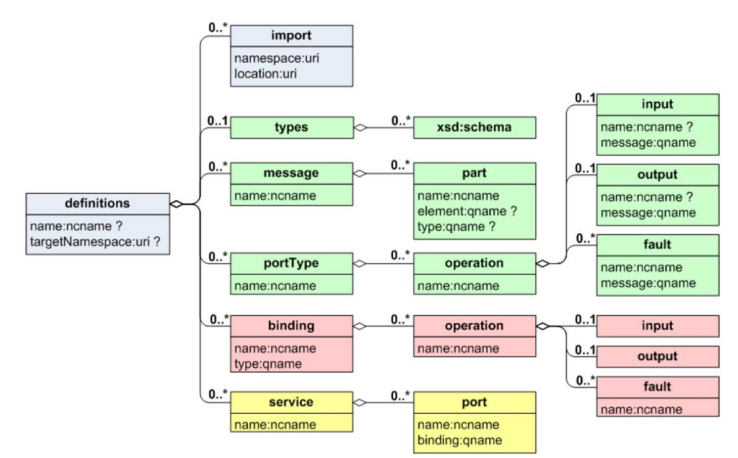 0..*
import
namespace:uri
location:uri
0..1
types
0..*
xsd:schema
0..*
message
name:ncname
0..*
part
name:ncname
element:qname ?
type:qname ?
definitions
name:ncname ?
targetNamespace:uri ?
0..*
portType
name:ncname
0..*
operation
name:ncname
0..1
input
name:ncname ?
message:qname
0..1
output
name:ncname ?
message:qname
0..*
fault
name:ncname
message:qname
0..*
binding
name:ncname
type:qname
0..*
operation
name:ncname
0..1
input
0..1
output
0..*
fault
name:ncname
0..*
service
name:ncname
0..*
port
name:ncname
binding:qname